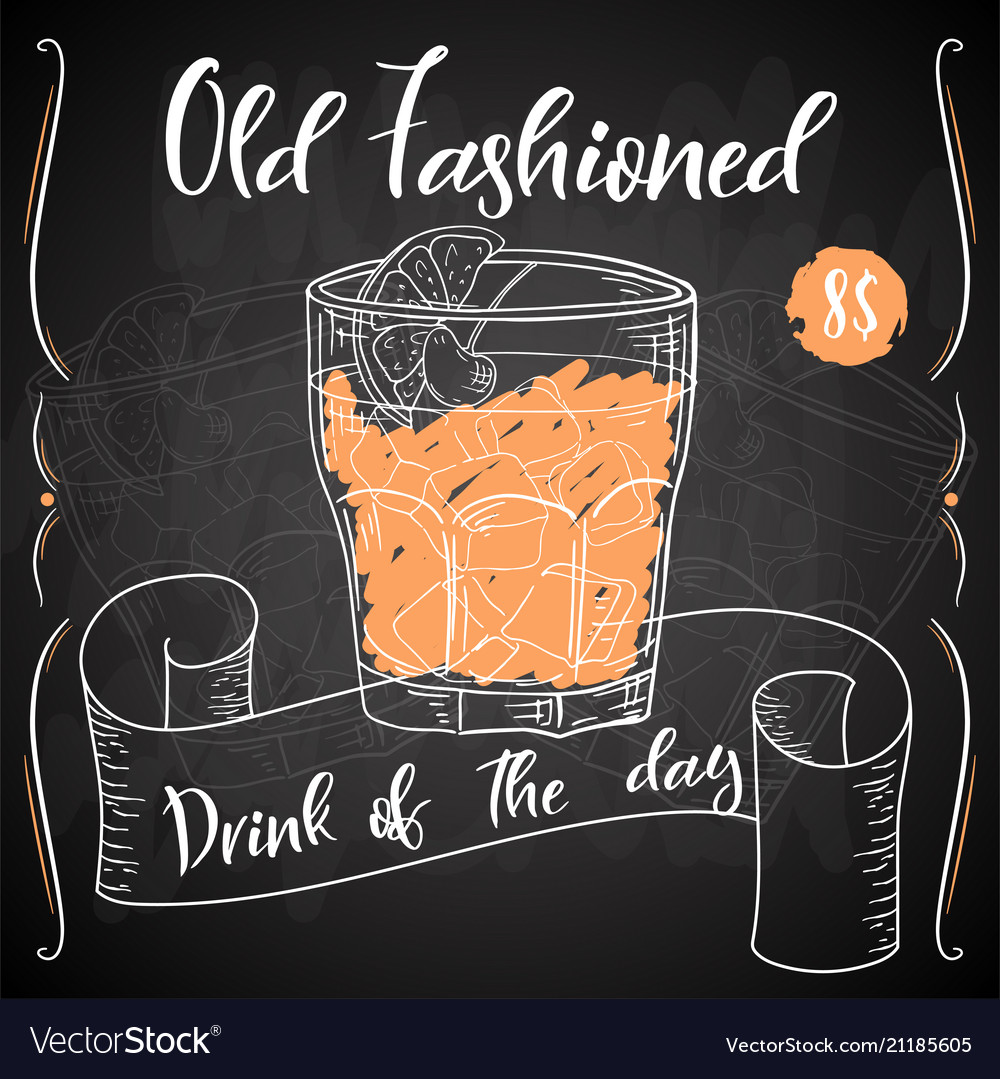 Old Fashioned
8$
Drink of the day
VectorStock®
VectorStock.com/21185605